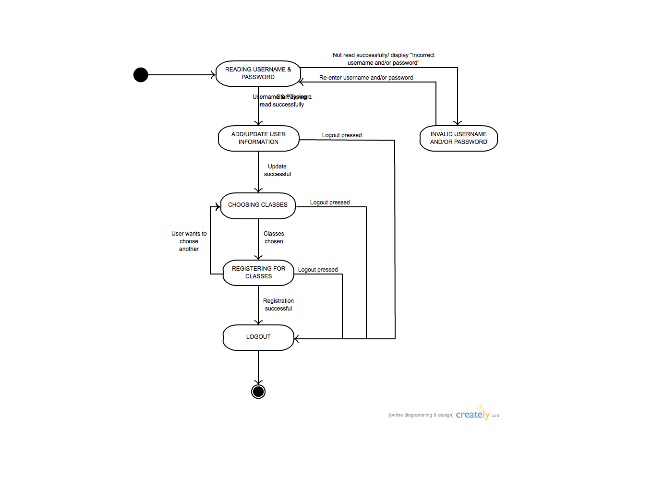 Not read successfully/ display "Incorrect
username and/or password"
READING USERNAME &
PASSWORD
Re-enter username and/or password
read successfully
ADD/UPDATE USER
INFORMATION
Logout pressed
INVALID USERNAME
AND/OR PASSWORD
Update
successful
CHOOSING CLASSES
Logout pressed
User wants to
choose
another
Classes
chosen
REGISTERING FOR
CLASSES
Logout pressed
Registration
successful
LOGOUT
[online diagramming & design] creately.com